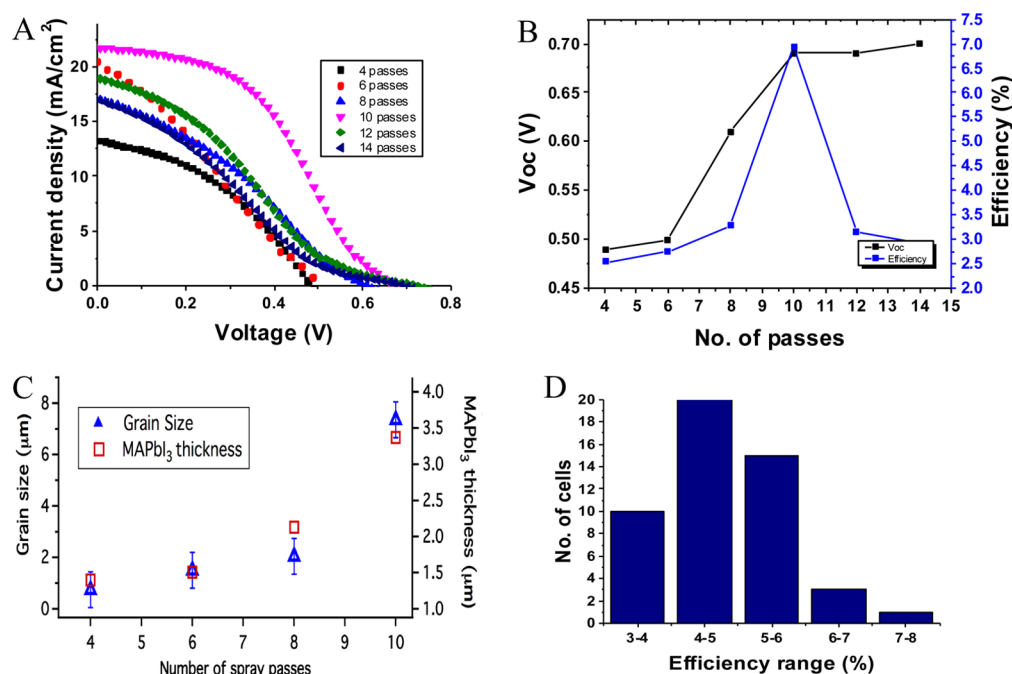 A
Current density (mA/cm²)
20
15
10
5
0
0.0
0.2
0.4
0.6
0.8
Voltage (V)
4 passes
6 passes
8 passes
10 passes
12 passes
14 passes
B
Voc (V)
0.70
0.65
0.60
0.55
0.50
0.45
4 5 6 7 8 9 10 11 12 13 14 15
No. of passes
7.5
7.0
6.5
6.0
5.5
5.0
4.5
4.0
3.5
3.0
2.5
2.0
Efficiency (%)
Voc
Efficiency
C
Grain size (μm)
8
6
4
2
0
Grain Size
MAPbI₃ thickness
4 5 6 7 8 9 10
Number of spray passes
4.0
3.5
3.0
2.5
2.0
1.5
1.0
MAPbI₃ thickness (μm)
D
No. of cells
20
18
16
14
12
10
8
6
4
2
0
3-4 4-5 5-6 6-7 7-8
Efficiency range (%)